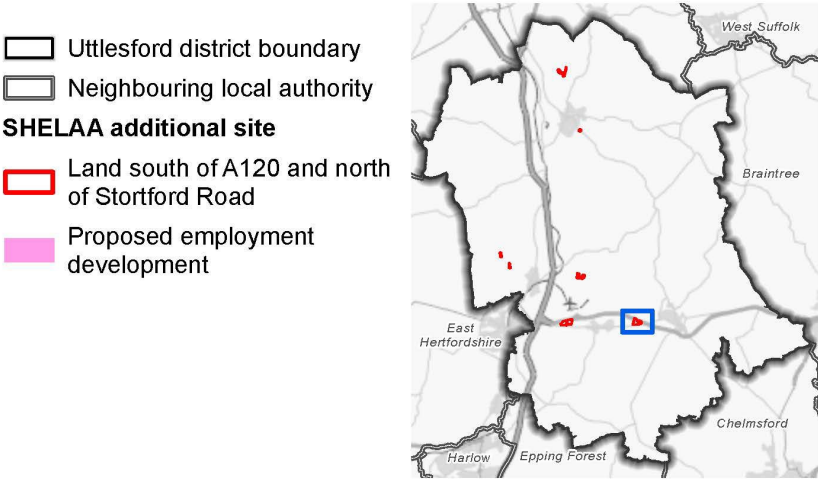 Uttlesford district boundary
Neighbouring local authority
SHELAA additional site
Land south of A120 and north
of Stortford Road
Proposed employment
development
West Suffolk
Braintree
East
Hertfordshire
Chelmsford
Harlow
Epping Forest